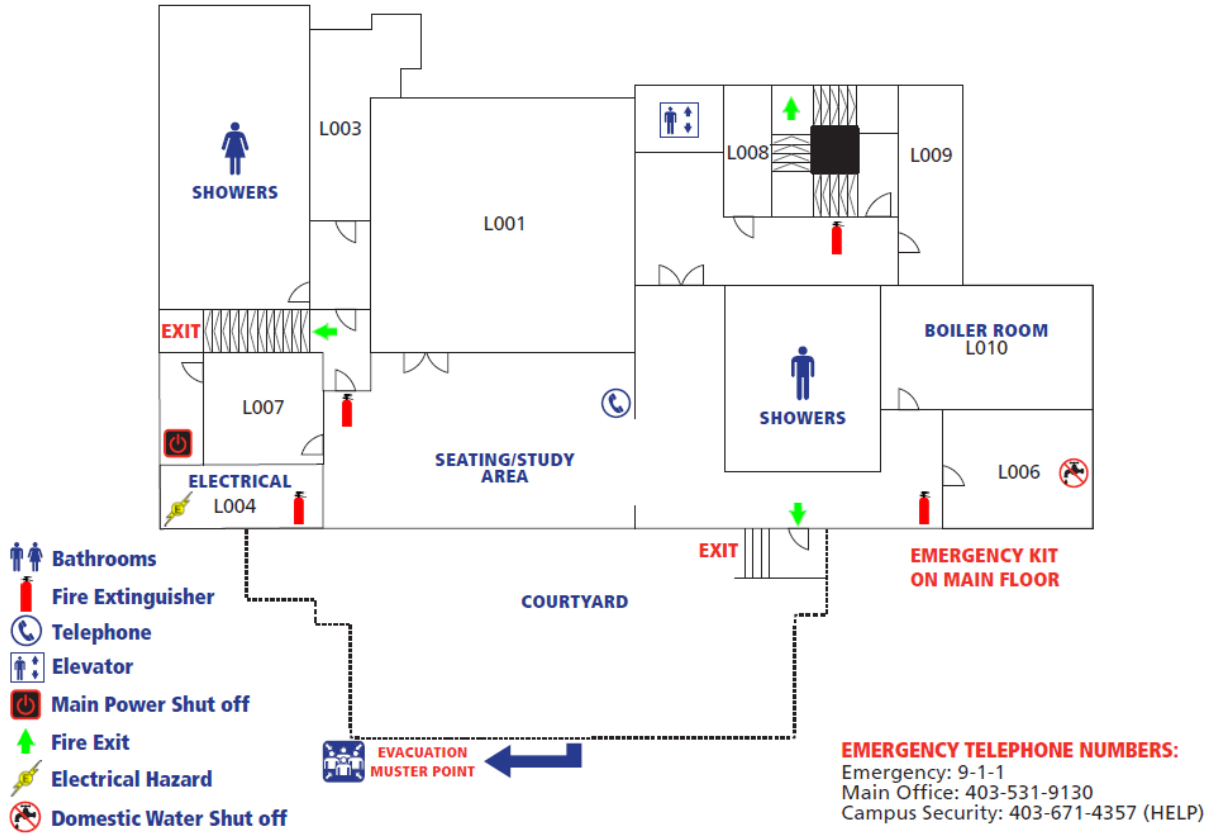 L003
SHOWERS
L001
L008
L009
EXIT
BOILER ROOM
L010
L007
SHOWERS
SEATING/STUDY
AREA
ELECTRICAL
L004
L006
EXIT
EMERGENCY KIT
ON MAIN FLOOR
COURTYARD
Bathrooms
Fire Extinguisher
Telephone
Elevator
Main Power Shut off
Fire Exit
Electrical Hazard
Domestic Water Shut off
EVACUATION
MUSTER POINT
EMERGENCY TELEPHONE NUMBERS:
Emergency: 9-1-1
Main Office: 403-531-9130
Campus Security: 403-671-4357 (HELP)